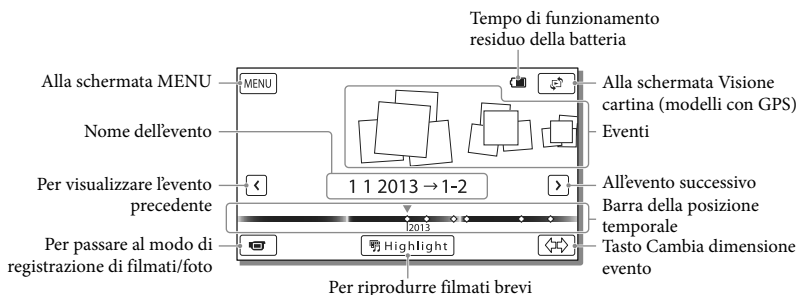 Tempo di funzionamento
residuo della batteria
Alla schermata MENU
MENU
Alla schermata Visione
cartina (modelli con GPS)
Nome dell'evento
Eventi
Per visualizzare l'evento
precedente
1 1 2013 → 1-2
All'evento successivo
Barra della posizione
temporale
2013
Per passare al modo di
registrazione di filmati/foto
Highlight
Tasto Cambia dimensione
evento
Per riprodurre filmati brevi